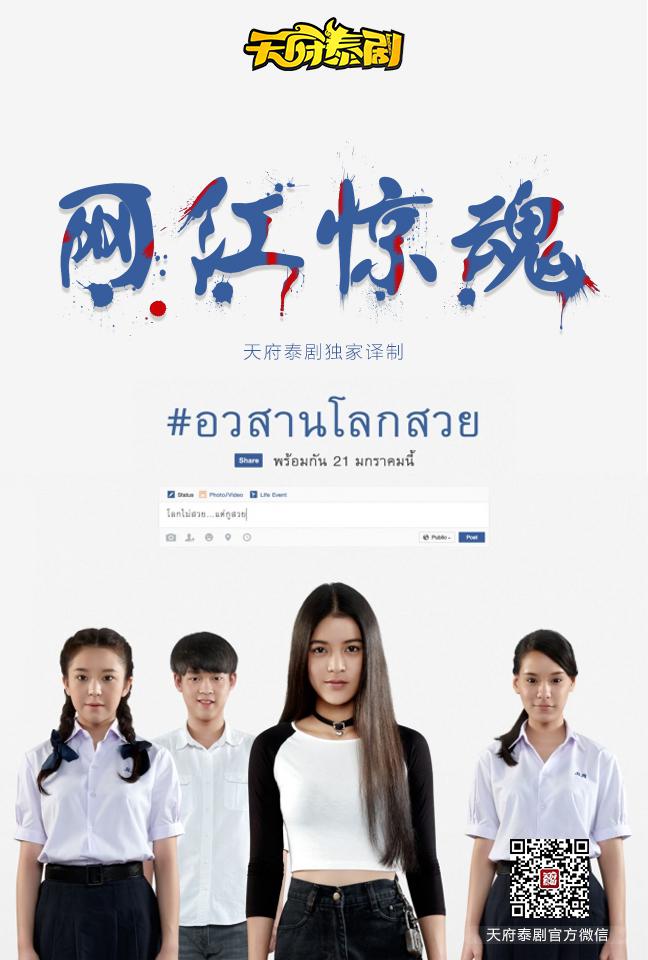 天府泰剧
网红惊魂
天府泰剧独家译制
#อวสานโลกสวย
Share พร้อมกัน 21 มกราคมนี้
Status Photo/Video Life Event
โลกไม่สวย...แต่กูสวย
Public Post
天府泰剧官方微信